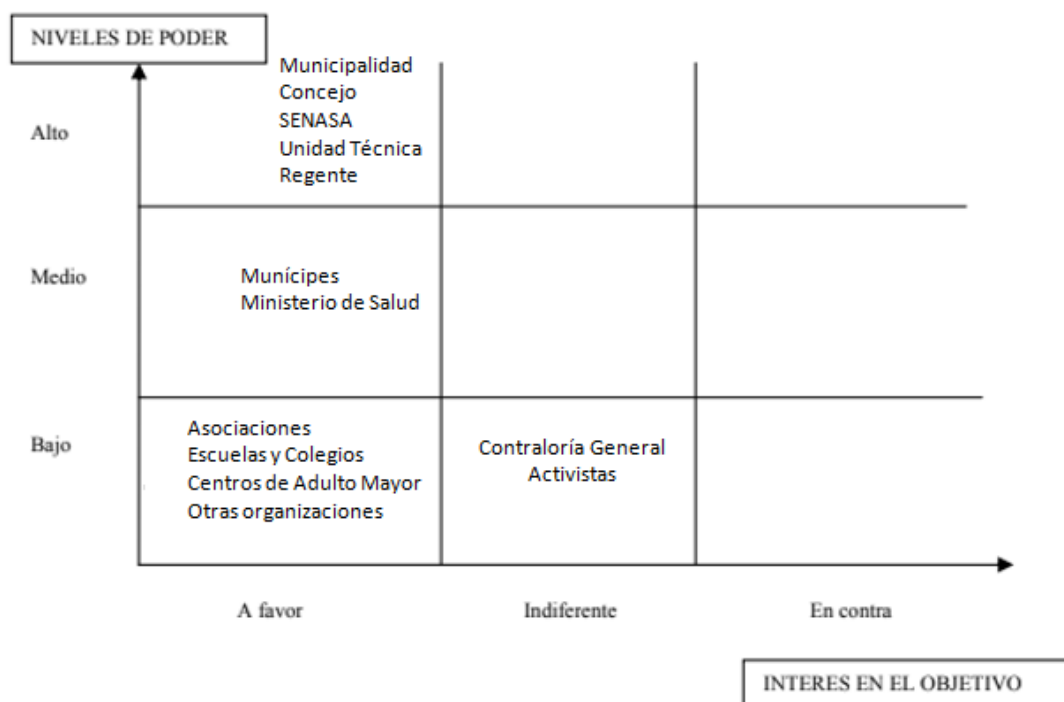 NIVELES DE PODER
Municipalidad
Concejo
SENASA
Unidad Técnica
Regente
Alto
Medio
Munícipes
Ministerio de Salud
Bajo
Asociaciones
Escuelas y Colegios
Centros de Adulto Mayor
Otras organizaciones
Contraloría General
Activistas
A favor
Indiferente
En contra
INTERES EN EL OBJETIVO